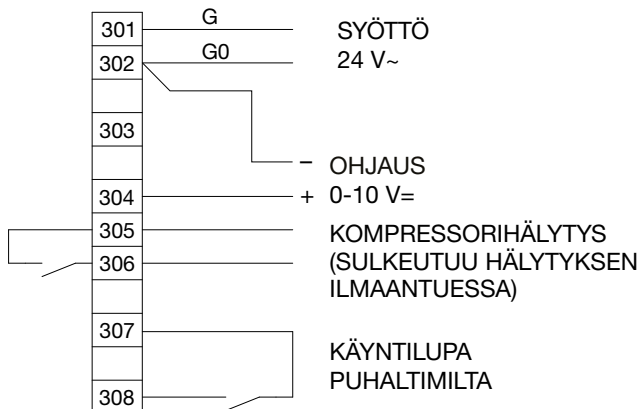 301 G SYÖTTÖ
302 G0 24 V~
303
– OHJAUS
304 + 0-10 V=
305 KOMPRESSORIHÄLYTYS
306 (SULKEUTUU HÄLYTYKSEN
ILMAANTUESSA)
307
KÄYNTILUPA
PUHALTIMILTA
308